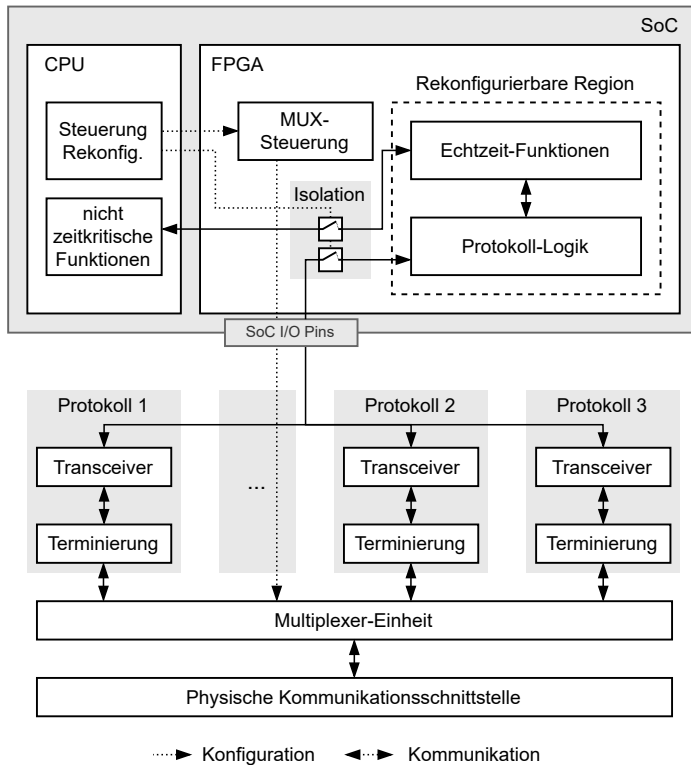 SoC
CPU
FPGA
Rekonfigurierbare Region
Steuerung
Rekonfig.
MUX-
Steuerung
Echtzeit-Funktionen
Isolation
nicht
zeitkritische
Funktionen
Protokoll-Logik
SoC I/O Pins
Protokoll 1
Protokoll 2
Protokoll 3
Transceiver
...
Transceiver
Transceiver
Terminierung
Terminierung
Terminierung
Multiplexer-Einheit
Physische Kommunikationsschnittstelle
Konfiguration
Kommunikation